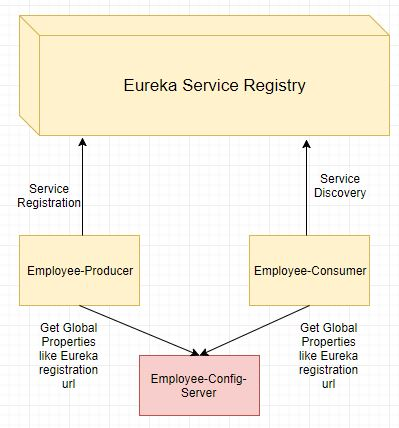 Eureka Service Registry
Service
Registration
Service
Discovery
Employee-Producer
Employee-Consumer
Get Global
Properties
like Eureka
registration
url
Get Global
Properties
like Eureka
registration
url
Employee-Config-
Server